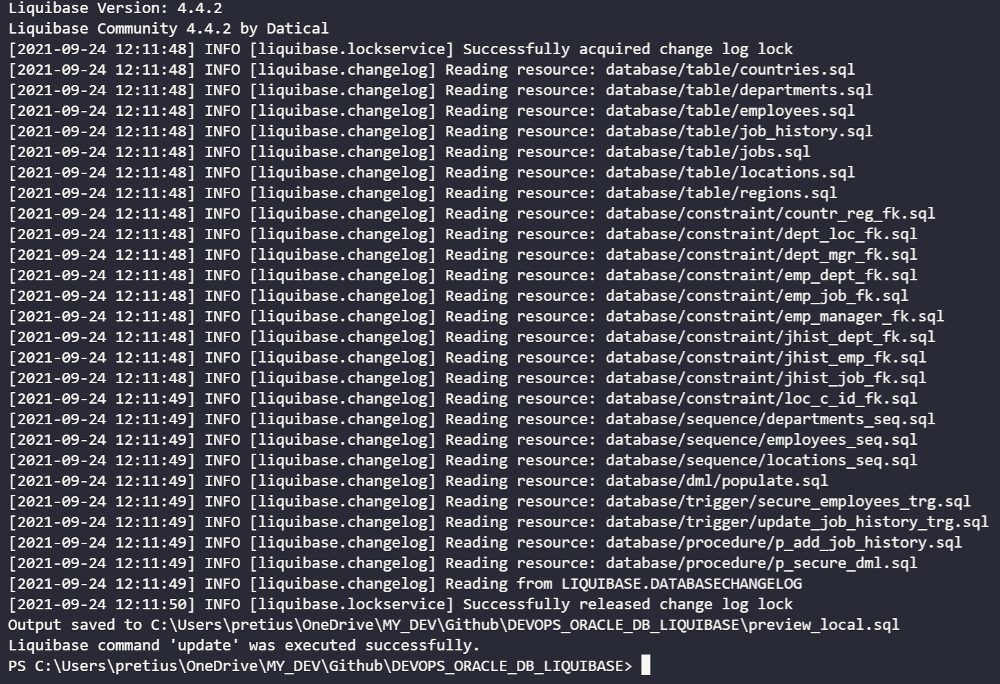 Liquibase Version: 4.4.2
Liquibase Community 4.4.2 by Datical
[2021-09-24 12:11:48] INFO [liquibase.lockservice] Successfully acquired change log lock
[2021-09-24 12:11:48] INFO [liquibase.changelog] Reading resource: database/table/countries.sql
[2021-09-24 12:11:48] INFO [liquibase.changelog] Reading resource: database/table/departments.sql
[2021-09-24 12:11:48] INFO [liquibase.changelog] Reading resource: database/table/employees.sql
[2021-09-24 12:11:48] INFO [liquibase.changelog] Reading resource: database/table/job_history.sql
[2021-09-24 12:11:48] INFO [liquibase.changelog] Reading resource: database/table/jobs.sql
[2021-09-24 12:11:48] INFO [liquibase.changelog] Reading resource: database/table/locations.sql
[2021-09-24 12:11:48] INFO [liquibase.changelog] Reading resource: database/table/regions.sql
[2021-09-24 12:11:48] INFO [liquibase.changelog] Reading resource: database/constraint/countr_reg_fk.sql
[2021-09-24 12:11:48] INFO [liquibase.changelog] Reading resource: database/constraint/dept_loc_fk.sql
[2021-09-24 12:11:48] INFO [liquibase.changelog] Reading resource: database/constraint/dept_mgr_fk.sql
[2021-09-24 12:11:48] INFO [liquibase.changelog] Reading resource: database/constraint/emp_dept_fk.sql
[2021-09-24 12:11:48] INFO [liquibase.changelog] Reading resource: database/constraint/emp_job_fk.sql
[2021-09-24 12:11:48] INFO [liquibase.changelog] Reading resource: database/constraint/emp_manager_fk.sql
[2021-09-24 12:11:48] INFO [liquibase.changelog] Reading resource: database/constraint/jhist_dept_fk.sql
[2021-09-24 12:11:48] INFO [liquibase.changelog] Reading resource: database/constraint/jhist_emp_fk.sql
[2021-09-24 12:11:48] INFO [liquibase.changelog] Reading resource: database/constraint/jhist_job_fk.sql
[2021-09-24 12:11:49] INFO [liquibase.changelog] Reading resource: database/constraint/loc_c_id_fk.sql
[2021-09-24 12:11:49] INFO [liquibase.changelog] Reading resource: database/sequence/departments_seq.sql
[2021-09-24 12:11:49] INFO [liquibase.changelog] Reading resource: database/sequence/employees_seq.sql
[2021-09-24 12:11:49] INFO [liquibase.changelog] Reading resource: database/sequence/locations_seq.sql
[2021-09-24 12:11:49] INFO [liquibase.changelog] Reading resource: database/dml/populate.sql
[2021-09-24 12:11:49] INFO [liquibase.changelog] Reading resource: database/trigger/secure_employees_trg.sql
[2021-09-24 12:11:49] INFO [liquibase.changelog] Reading resource: database/trigger/update_job_history_trg.sql
[2021-09-24 12:11:49] INFO [liquibase.changelog] Reading resource: database/procedure/p_add_job_history.sql
[2021-09-24 12:11:49] INFO [liquibase.changelog] Reading resource: database/procedure/p_secure_dml.sql
[2021-09-24 12:11:49] INFO [liquibase.changelog] Reading from LIQUIBASE.DATABASECHANGELOG
[2021-09-24 12:11:50] INFO [liquibase.lockservice] Successfully released change log lock
Output saved to C:\Users\pretius\OneDrive\MY_DEV\Github\DEVOPS_ORACLE_DB_LIQUIBASE\preview_local.sql
Liquibase command 'update' was executed successfully.
PS C:\Users\pretius\OneDrive\MY_DEV\Github\DEVOPS_ORACLE_DB_LIQUIBASE>